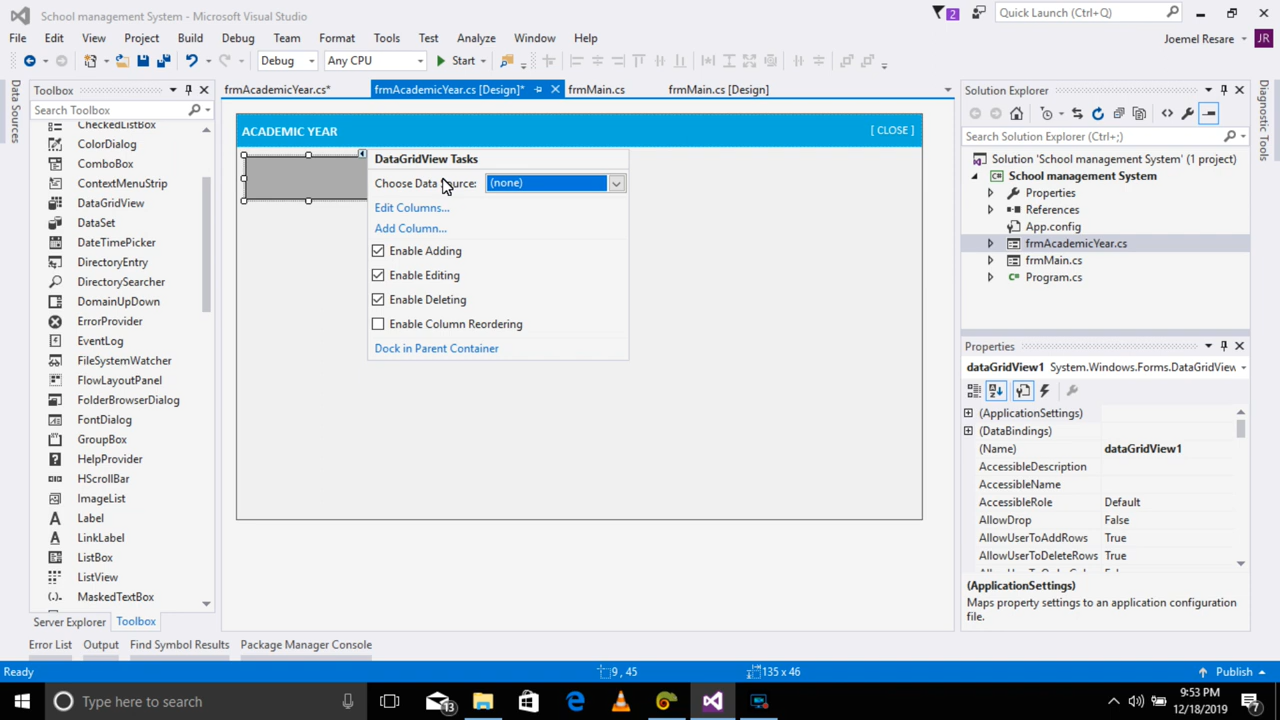 School management System - Microsoft Visual Studio
2
Quick Launch (Ctrl+Q)
File Edit View Project Build Debug Team Format Tools Test Analyze Window Help
Joemel Resare
JR
Debug Any CPU Start
Data Sources
Toolbox
frmAcademicYear.cs*
frmAcademicYear.cs [Design]*
frmMain.cs
frmMain.cs [Design]
Solution Explorer
Diagnostic Tools
Search Toolbox
CheckedListBox
ColorDialog
ComboBox
ContextMenuStrip
DataGridView
DataSet
DateTimePicker
DirectoryEntry
DirectorySearcher
DomainUpDown
ErrorProvider
EventLog
FileSystemWatcher
FlowLayoutPanel
FolderBrowserDialog
FontDialog
GroupBox
HelpProvider
HScrollBar
ImageList
Label
LinkLabel
ListBox
ListView
MaskedTextBox
Server Explorer Toolbox
ACADEMIC YEAR
[ CLOSE ]
DataGridView Tasks
Choose Data Source: (none)
Edit Columns...
Add Column...
Enable Adding
Enable Editing
Enable Deleting
Enable Column Reordering
Dock in Parent Container
Search Solution Explorer (Ctrl+;)
Solution 'School management System' (1 project)
School management System
Properties
References
App.config
frmAcademicYear.cs
frmMain.cs
Program.cs
Properties
dataGridView1 System.Windows.Forms.DataGridView
(ApplicationSettings)
(DataBindings)
(Name) dataGridView1
AccessibleDescription
AccessibleName
AccessibleRole Default
AllowDrop False
AllowUserToAddRows True
AllowUserToDeleteRows True
(ApplicationSettings)
Maps property settings to an application configuration
file.
Error List Output Find Symbol Results Package Manager Console
Ready
9 , 45
135 x 46
Publish
Type here to search
13
9:53 PM
12/18/2019
7